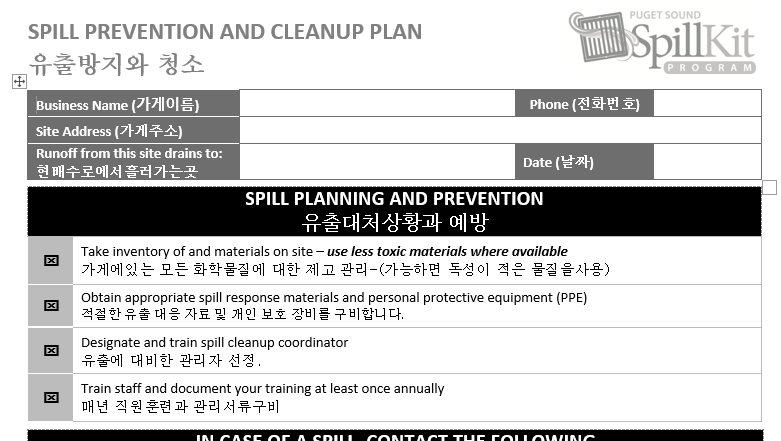 SPILL PREVENTION AND CLEANUP PLAN
유출방지와 청소
PUGET SOUND
SpillKit
PROGRAM
Business Name (가게이름)
Phone (전화번호)
Site Address (가게주소)
Runoff from this site drains to:
현배수로에서흘러가는곳
Date (날짜)
SPILL PLANNING AND PREVENTION
유출대처상황과 예방
Take inventory of and materials on site – use less toxic materials where available
가게에있는 모든 화학물질에 대한 제고 관리-(가능하면 독성이 적은 물질을사용)
Obtain appropriate spill response materials and personal protective equipment (PPE)
적절한유출대응 자료 및 개인 보호 장비를 구비합니다.
Designate and train spill cleanup coordinator
유출에 대비한 관리자 선정.
Train staff and document your training at least once annually
매년 직원훈련과 관리서류구비
IN CASE OF A SPILL, CONTACT THE FOLLOWING